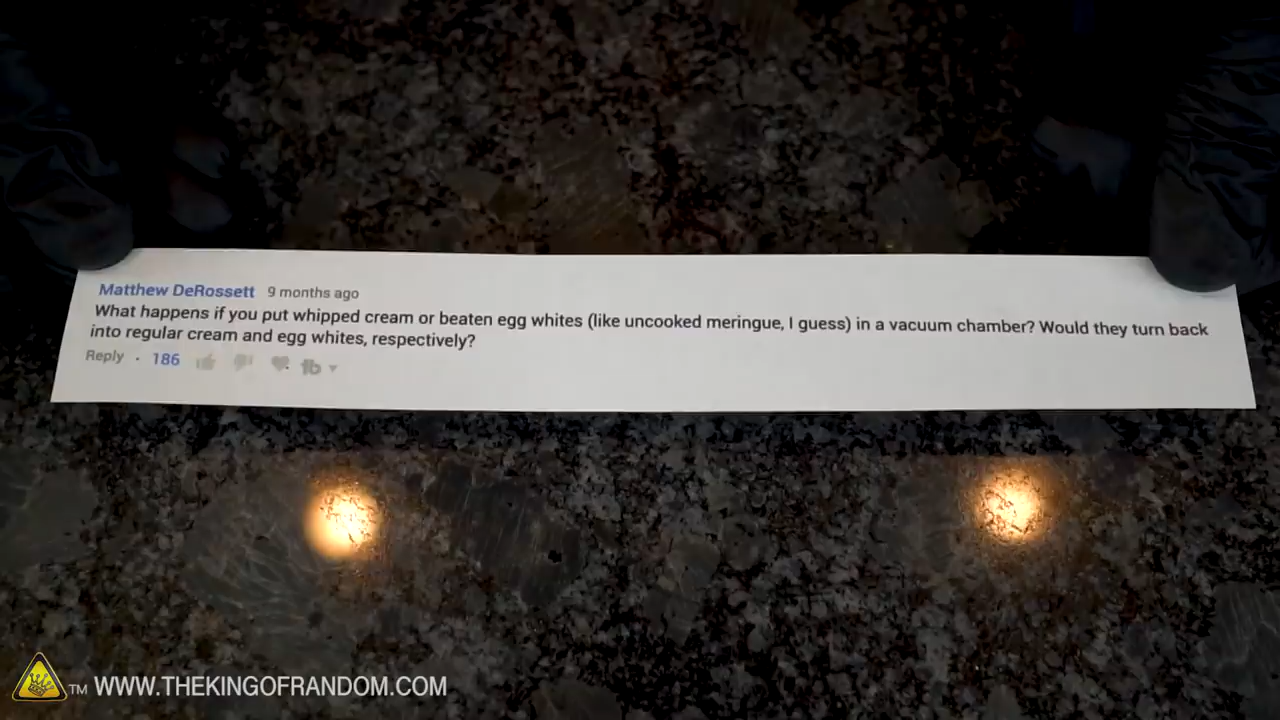 Matthew DeRossett 9 months ago
What happens if you put whipped cream or beaten egg whites (like uncooked meringue, I guess) in a vacuum chamber? Would they turn back
into regular cream and egg whites, respectively?
Reply · 186
TM WWW.THEKINGOFRANDOM.COM